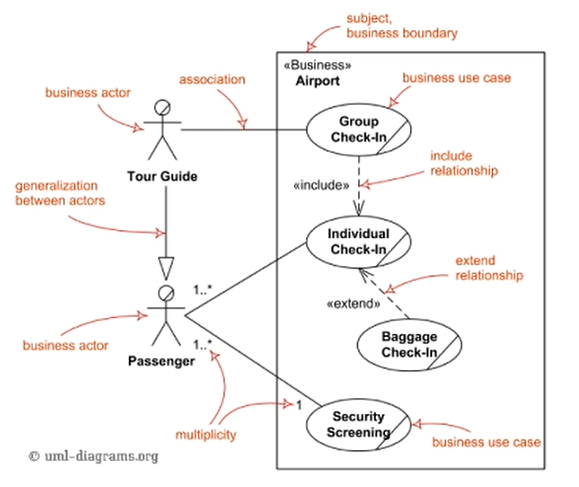 subject,
business boundary
«Business»
Airport
association
business use case
business actor
Group
Check-In
Tour Guide
include
relationship
«include»
generalization
between actors
Individual
Check-In
1..*
extend
relationship
«extend»
business actor
1..*
Passenger
Baggage
Check-In
1
multiplicity
Security
Screening
business use case
© uml-diagrams.org